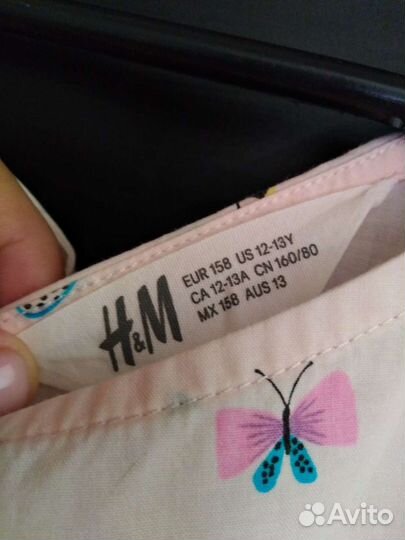 H&M
EUR 158 US 12-13Y
CA 12-13A CN 160/80
MX 158 AUS 13
Avito